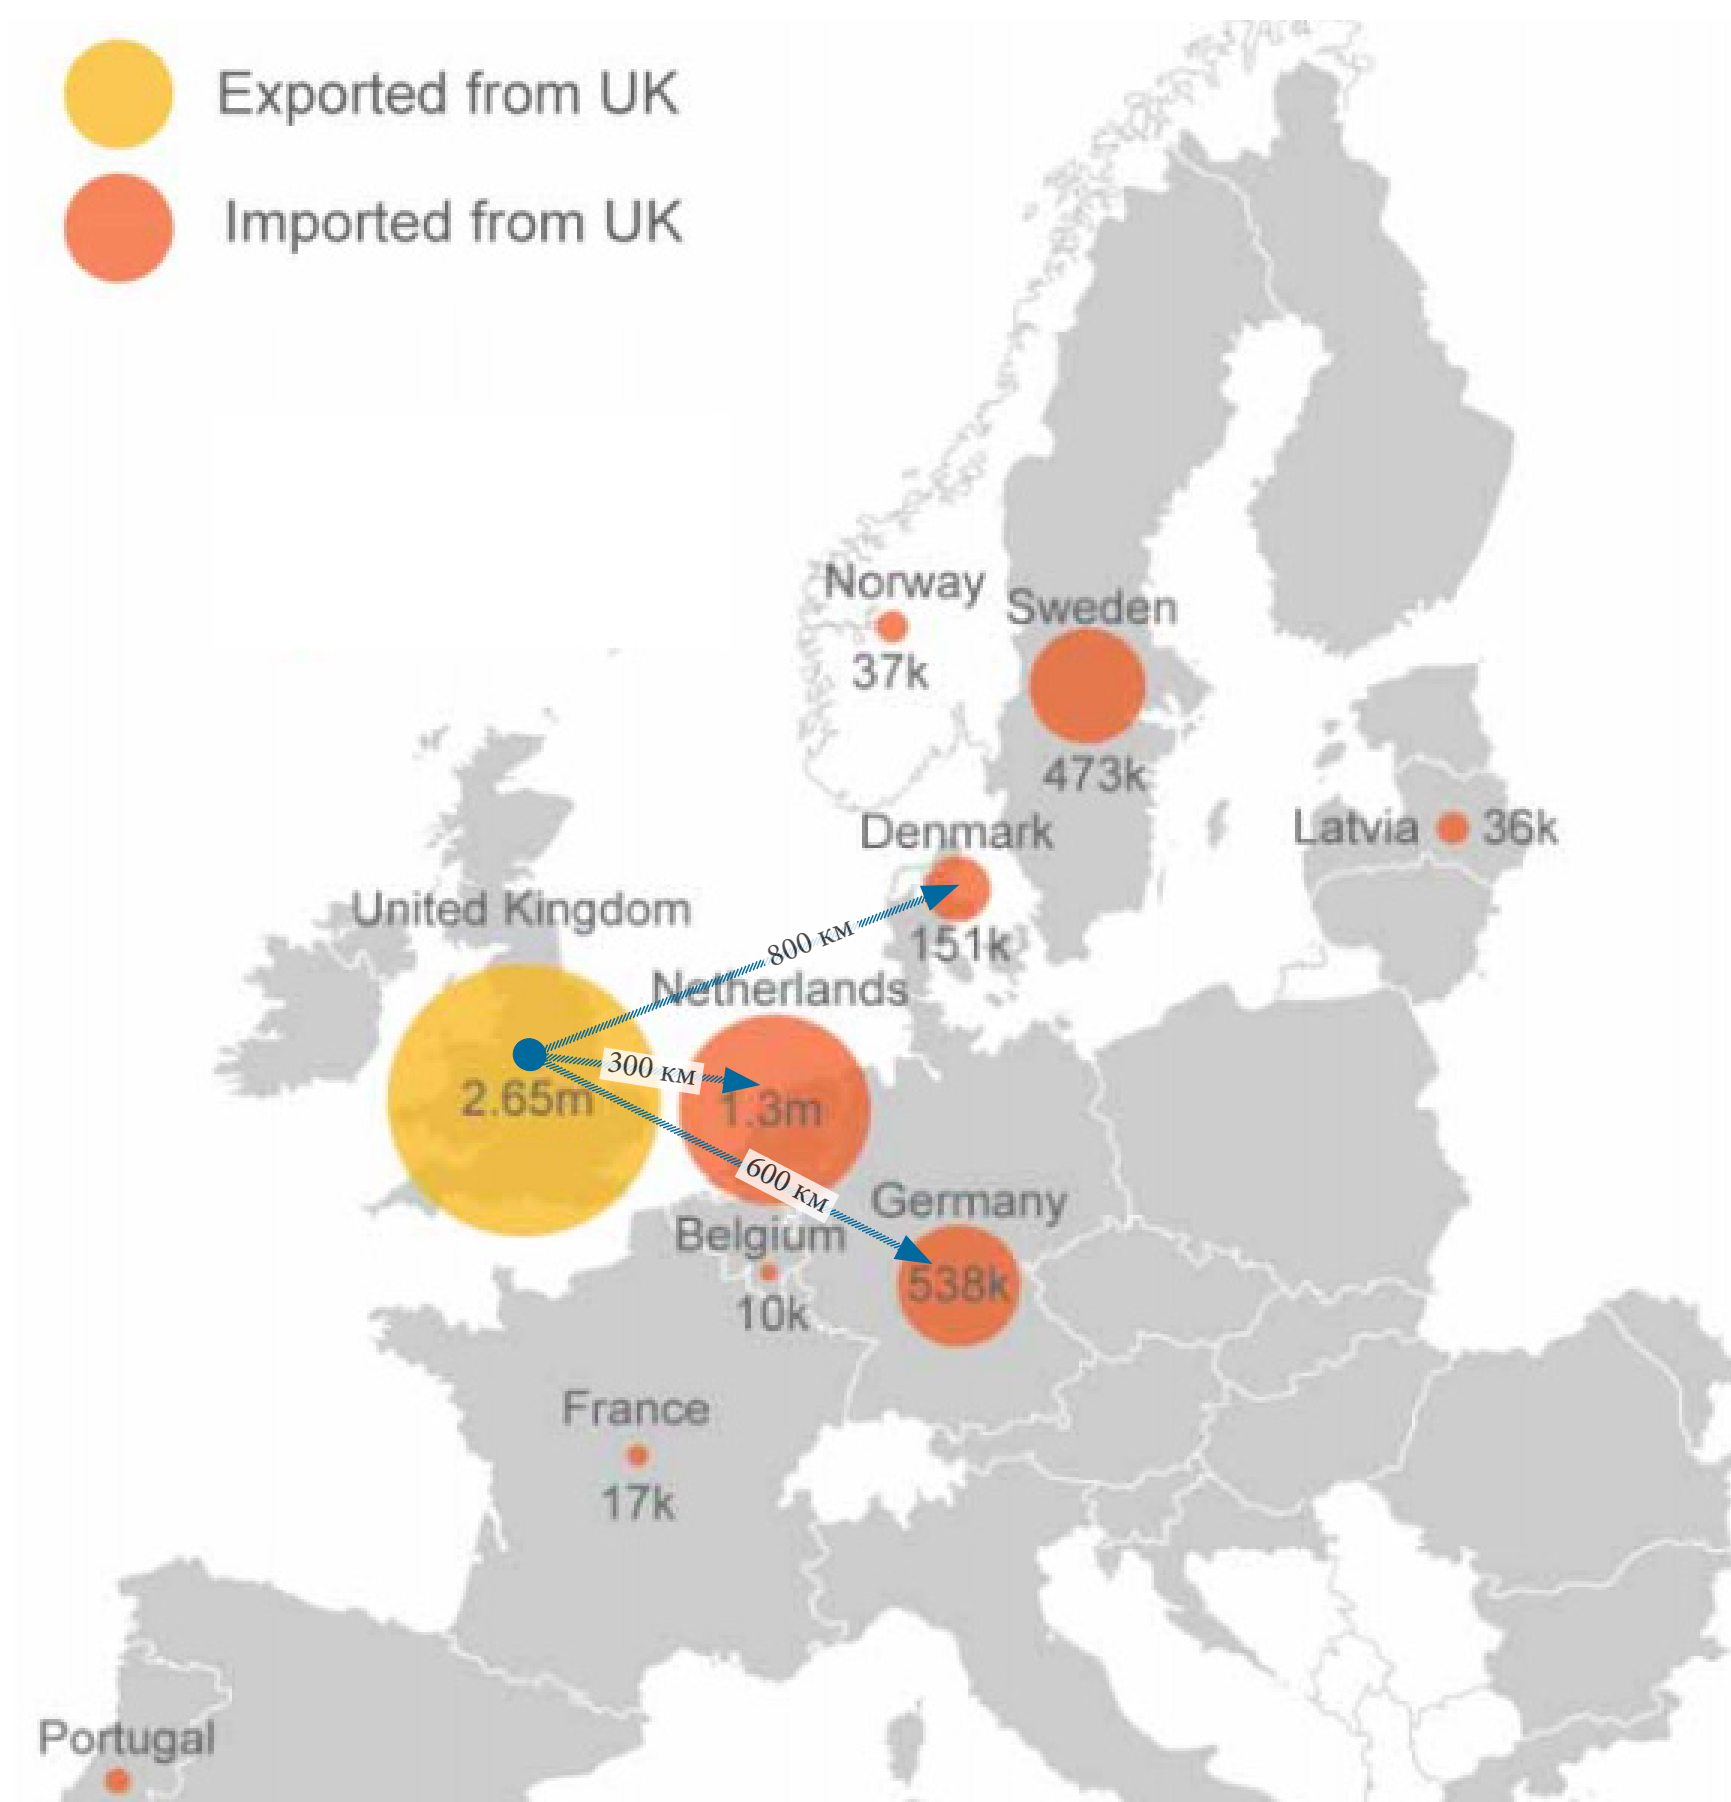 Exported from UK
Imported from UK
Norway
37k
Sweden
473k
Denmark
151k
Latvia 36k
United Kingdom
2.65m
800 км
Netherlands
300 км
1.3m
600 км
Germany
538k
Belgium
10k
France
17k
Portugal